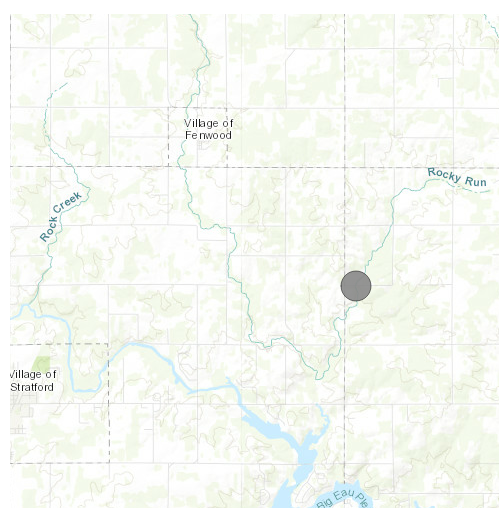 Village of
Fenwood
Rocky Run
Rock Creek
Village of
Stratford
Big Eau Ple